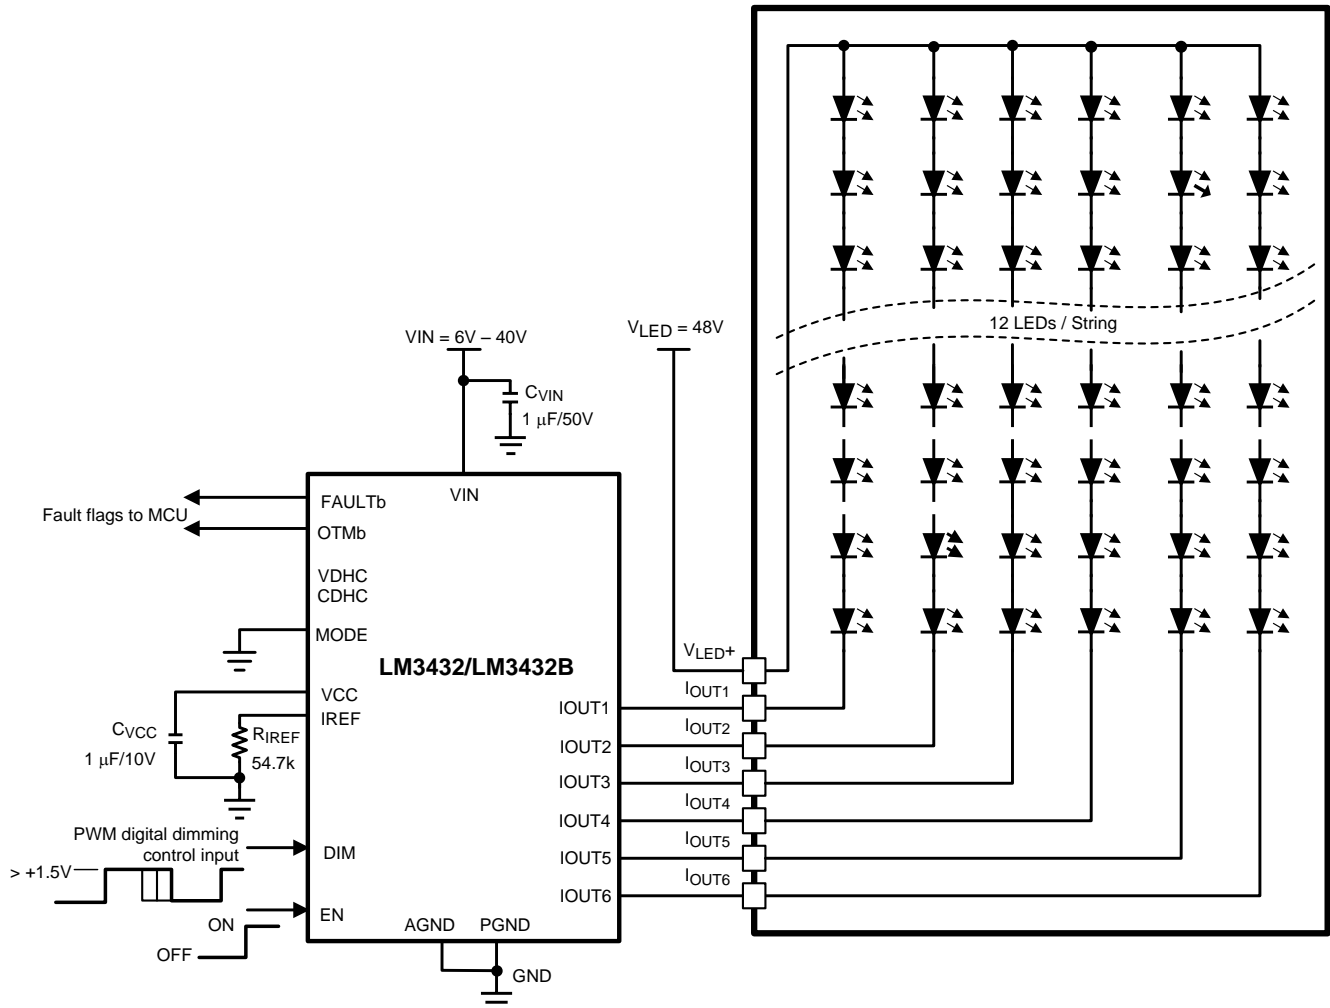 VIN = 6V – 40V
CVIN
1 μF/50V
VLED = 48V
12 LEDs / String
Fault flags to MCU
FAULTb
OTMb
VIN
VDHC
CDHC
MODE
LM3432/LM3432B
VCC
IREF
CVCC
1 μF/10V
RIREF
54.7k
VLED+
IOUT1
IOUT1
IOUT2
IOUT2
IOUT3
IOUT3
IOUT4
IOUT4
IOUT5
IOUT5
IOUT6
IOUT6
PWM digital dimming
control input
> +1.5V
DIM
EN
ON
OFF
AGND
PGND
GND